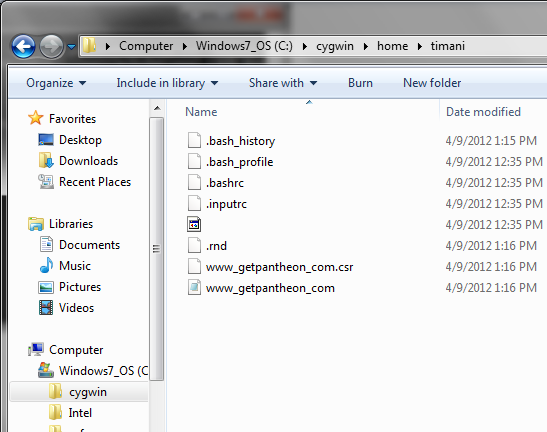 Computer Windows7_OS (C:) cygwin home timani
Organize Include in library Share with Burn New folder
Name Date modified
Favorites
Desktop
Downloads
Recent Places
Libraries
Documents
Music
Pictures
Videos
Computer
Windows7_OS (C
cygwin
Intel
.bash_history 4/9/2012 1:15 PM
.bash_profile 4/9/2012 12:35 PM
.bashrc 4/9/2012 12:35 PM
.inputrc 4/9/2012 12:35 PM
4/9/2012 12:35 PM
.rnd 4/9/2012 1:16 PM
www_getpantheon_com.csr 4/9/2012 1:16 PM
www_getpantheon_com 4/9/2012 1:16 PM